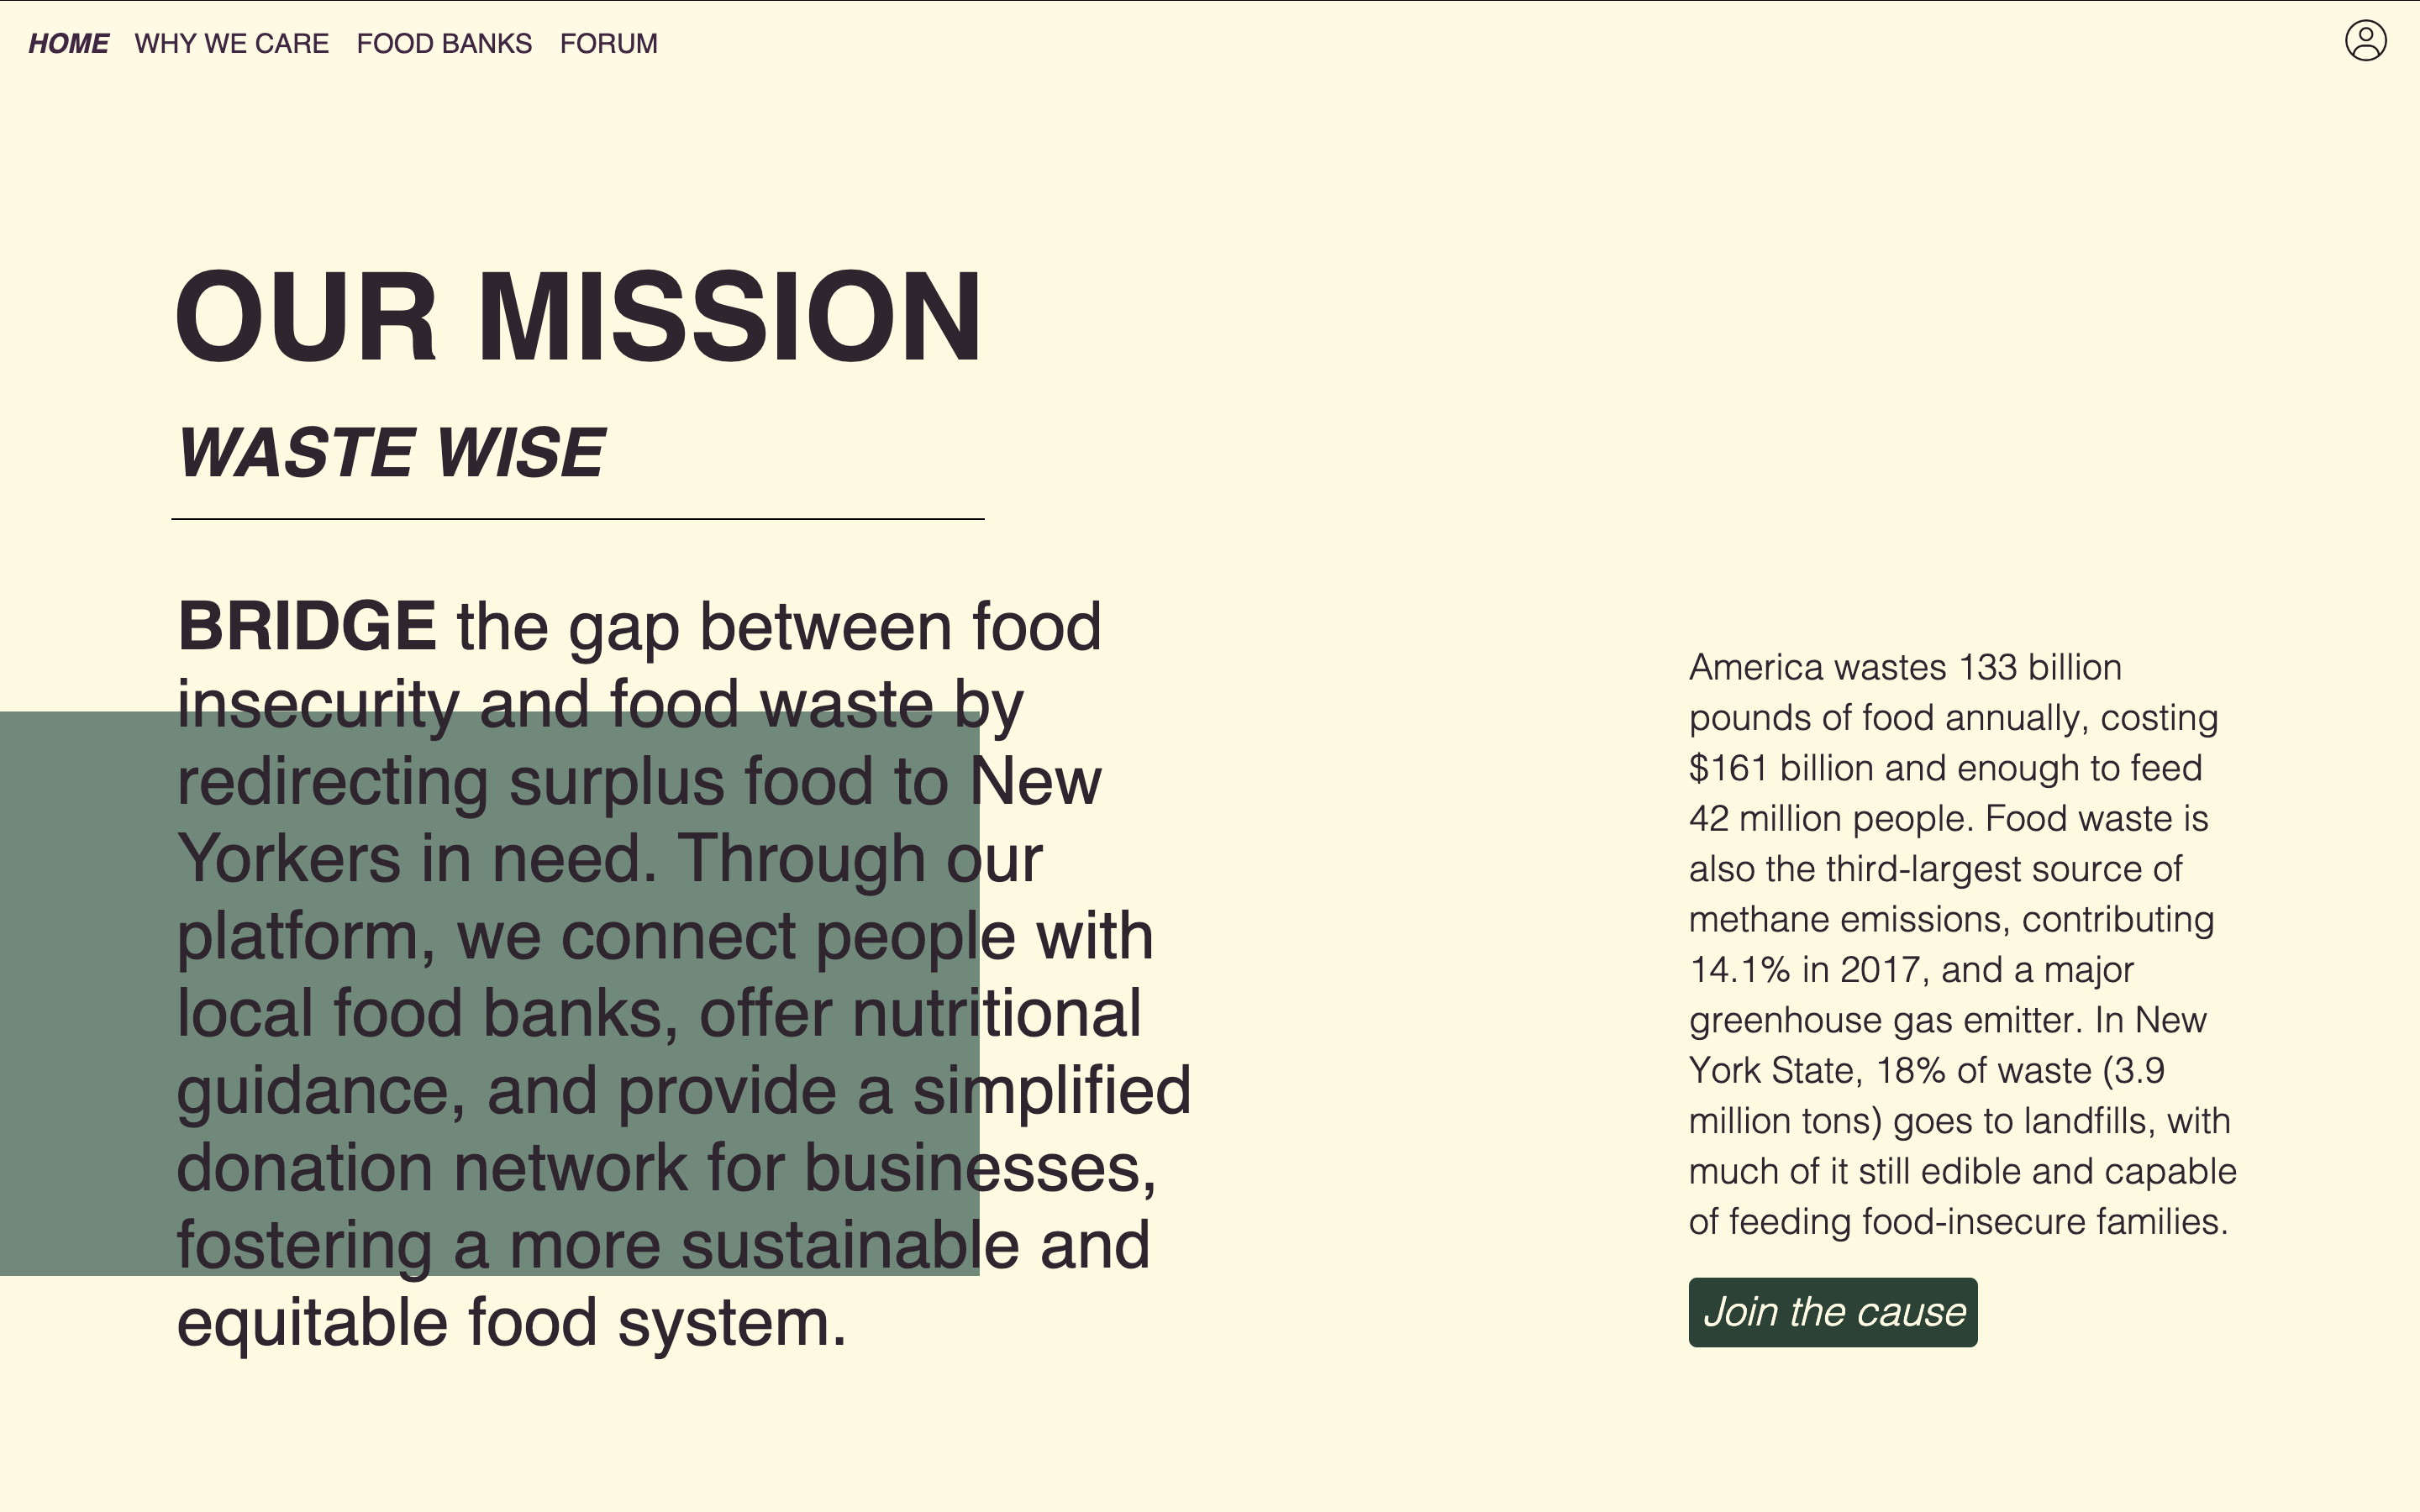 HOME WHY WE CARE FOOD BANKS FORUM
OUR MISSION
WASTE WISE
BRIDGE the gap between food
insecurity and food waste by
redirecting surplus food to New
Yorkers in need. Through our
platform, we connect people with
local food banks, offer nutritional
guidance, and provide a simplified
donation network for businesses,
fostering a more sustainable and
equitable food system.
America wastes 133 billion
pounds of food annually, costing
$161 billion and enough to feed
42 million people. Food waste is
also the third-largest source of
methane emissions, contributing
14.1% in 2017, and a major
greenhouse gas emitter. In New
York State, 18% of waste (3.9
million tons) goes to landfills, with
much of it still edible and capable
of feeding food-insecure families.
Join the cause